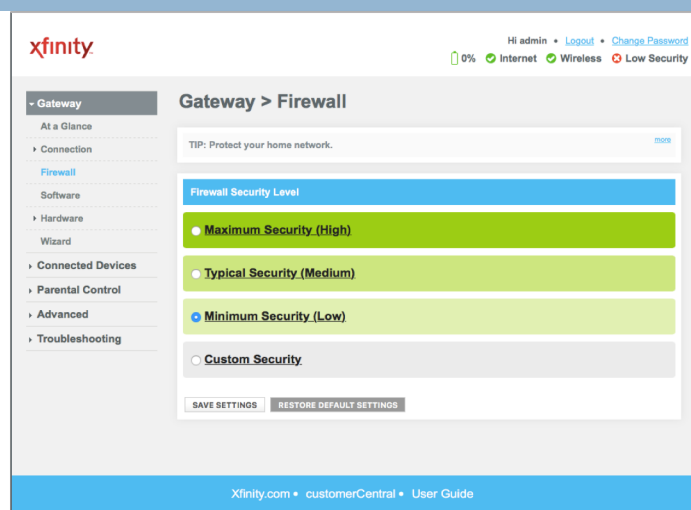 xfinity
Hi admin • Logout • Change Password
0% Internet Wireless Low Security
Gateway
At a Glance
Connection
Firewall
Software
Hardware
Wizard
Connected Devices
Parental Control
Advanced
Troubleshooting
Gateway > Firewall
TIP: Protect your home network.
more
Firewall Security Level
Maximum Security (High)
Typical Security (Medium)
Minimum Security (Low)
Custom Security
SAVE SETTINGS RESTORE DEFAULT SETTINGS
Xfinity.com • customerCentral • User Guide